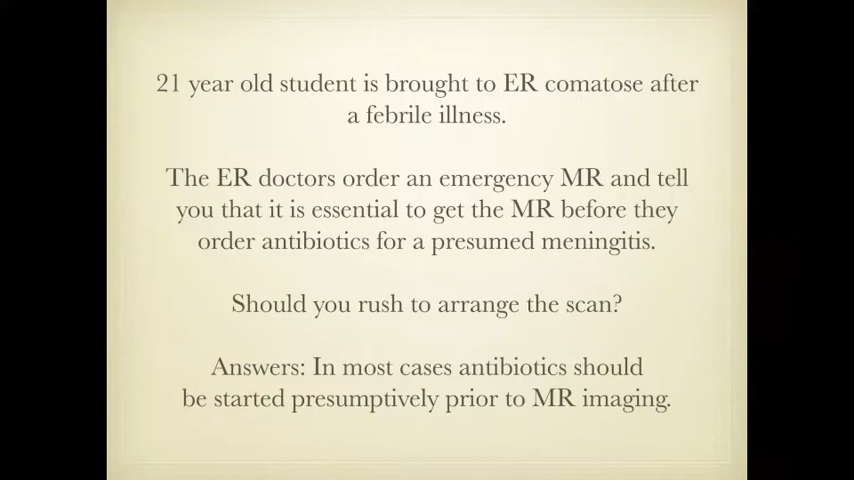 21 year old student is brought to ER comatose after
a febrile illness.
The ER doctors order an emergency MR and tell
you that it is essential to get the MR before they
order antibiotics for a presumed meningitis.
Should you rush to arrange the scan?
Answers: In most cases antibiotics should
be started presumptively prior to MR imaging.